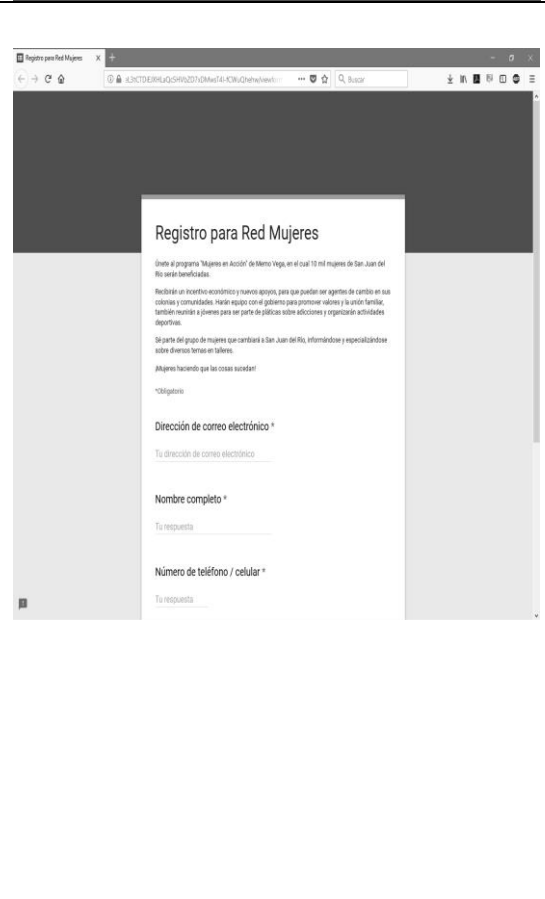 Registro para Red Mujeres
Buscar
Registro para Red Mujeres
Únete al programa "Mujeres en Acción" de Memo Vega, en el cual 10 mil mujeres de San Juan del
Río serán beneficiadas.
Recibirán un incentivo económico y nuevos apoyos, para que puedan ser agentes de cambio en sus
colonias y comunidades. Harán equipo con el gobierno para promover valores y la unión familiar,
también reunirán a jóvenes para ser parte de pláticas sobre adicciones y organizarán actividades
deportivas.
Sé parte del grupo de mujeres que cambiará a San Juan del Río, informándose y especializándose
sobre diversos temas en talleres.
¡Mujeres haciendo que las cosas sucedan!
*Obligatorio
Dirección de correo electrónico *
Tu dirección de correo electrónico
Nombre completo *
Tu respuesta
Número de teléfono / celular *
Tu respuesta